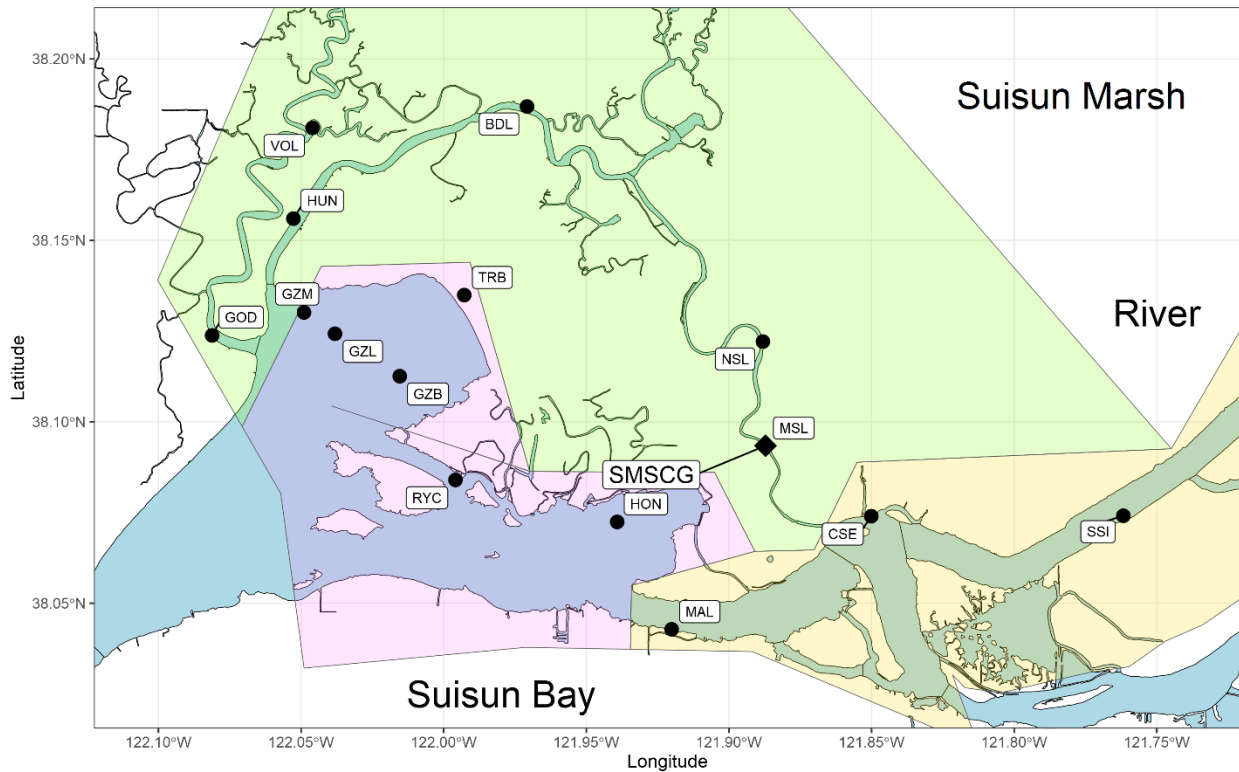 38.20°N
Suisun Marsh
BDL
VOL
HUN
38.15°N
TRB
GZM
River
GOD
GZL
NSL
GZB
38.10°N
MSL
SMSCG
RYC
HON
CSE
SSI
38.05°N
MAL
Suisun Bay
122.10°W
122.05°W
122.00°W
121.95°W
121.90°W
121.85°W
121.80°W
121.75°W
Longitude
Latitude